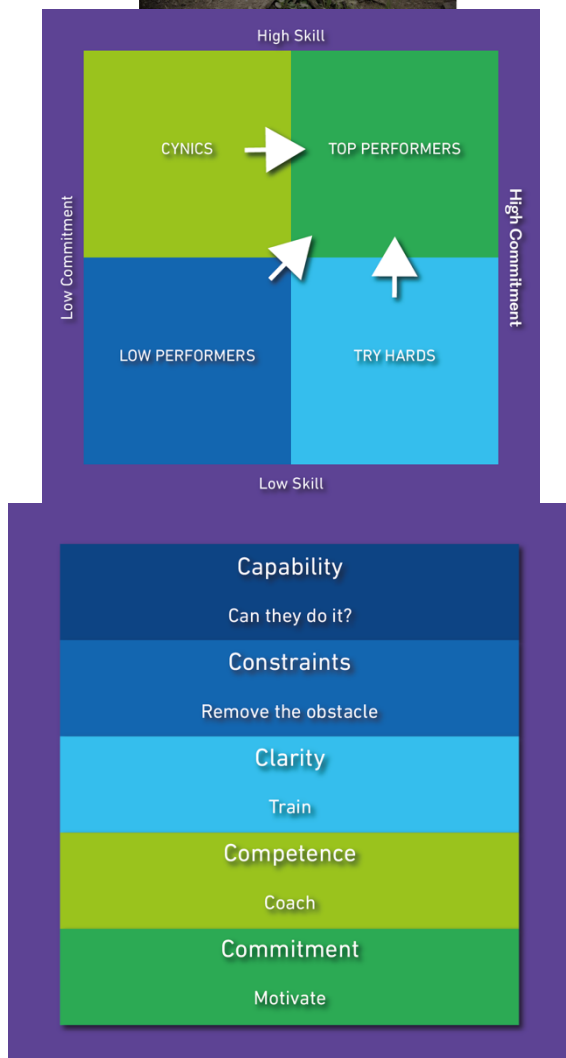 High Skill
CYNICS
TOP PERFORMERS
Low Commitment
High Commitment
LOW PERFORMERS
TRY HARDS
Low Skill
Capability
Can they do it?
Constraints
Remove the obstacle
Clarity
Train
Competence
Coach
Commitment
Motivate